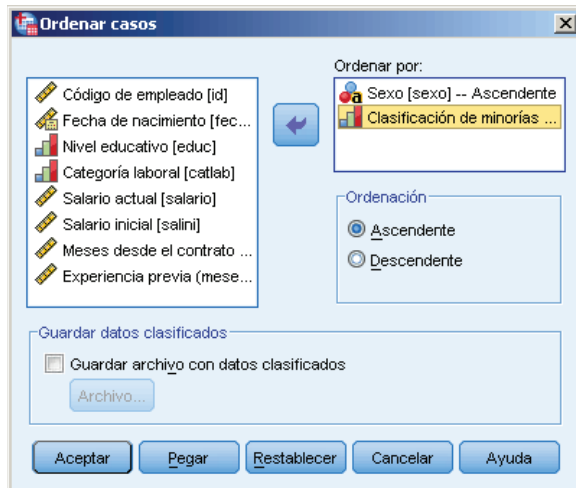 Ordenar casos
Ordenar por:
Código de empleado [id]
Fecha de nacimiento [fec...
Nivel educativo [educ]
Categoría laboral [catlab]
Salario actual [salario]
Salario inicial [salini]
Meses desde el contrato ...
Experiencia previa (mese...
Sexo [sexo] -- Ascendente
Clasificación de minorías ...
Ordenación
Ascendente
Descendente
Guardar datos clasificados
Guardar archivo con datos clasificados
Archivo...
Aceptar
Pegar
Restablecer
Cancelar
Ayuda